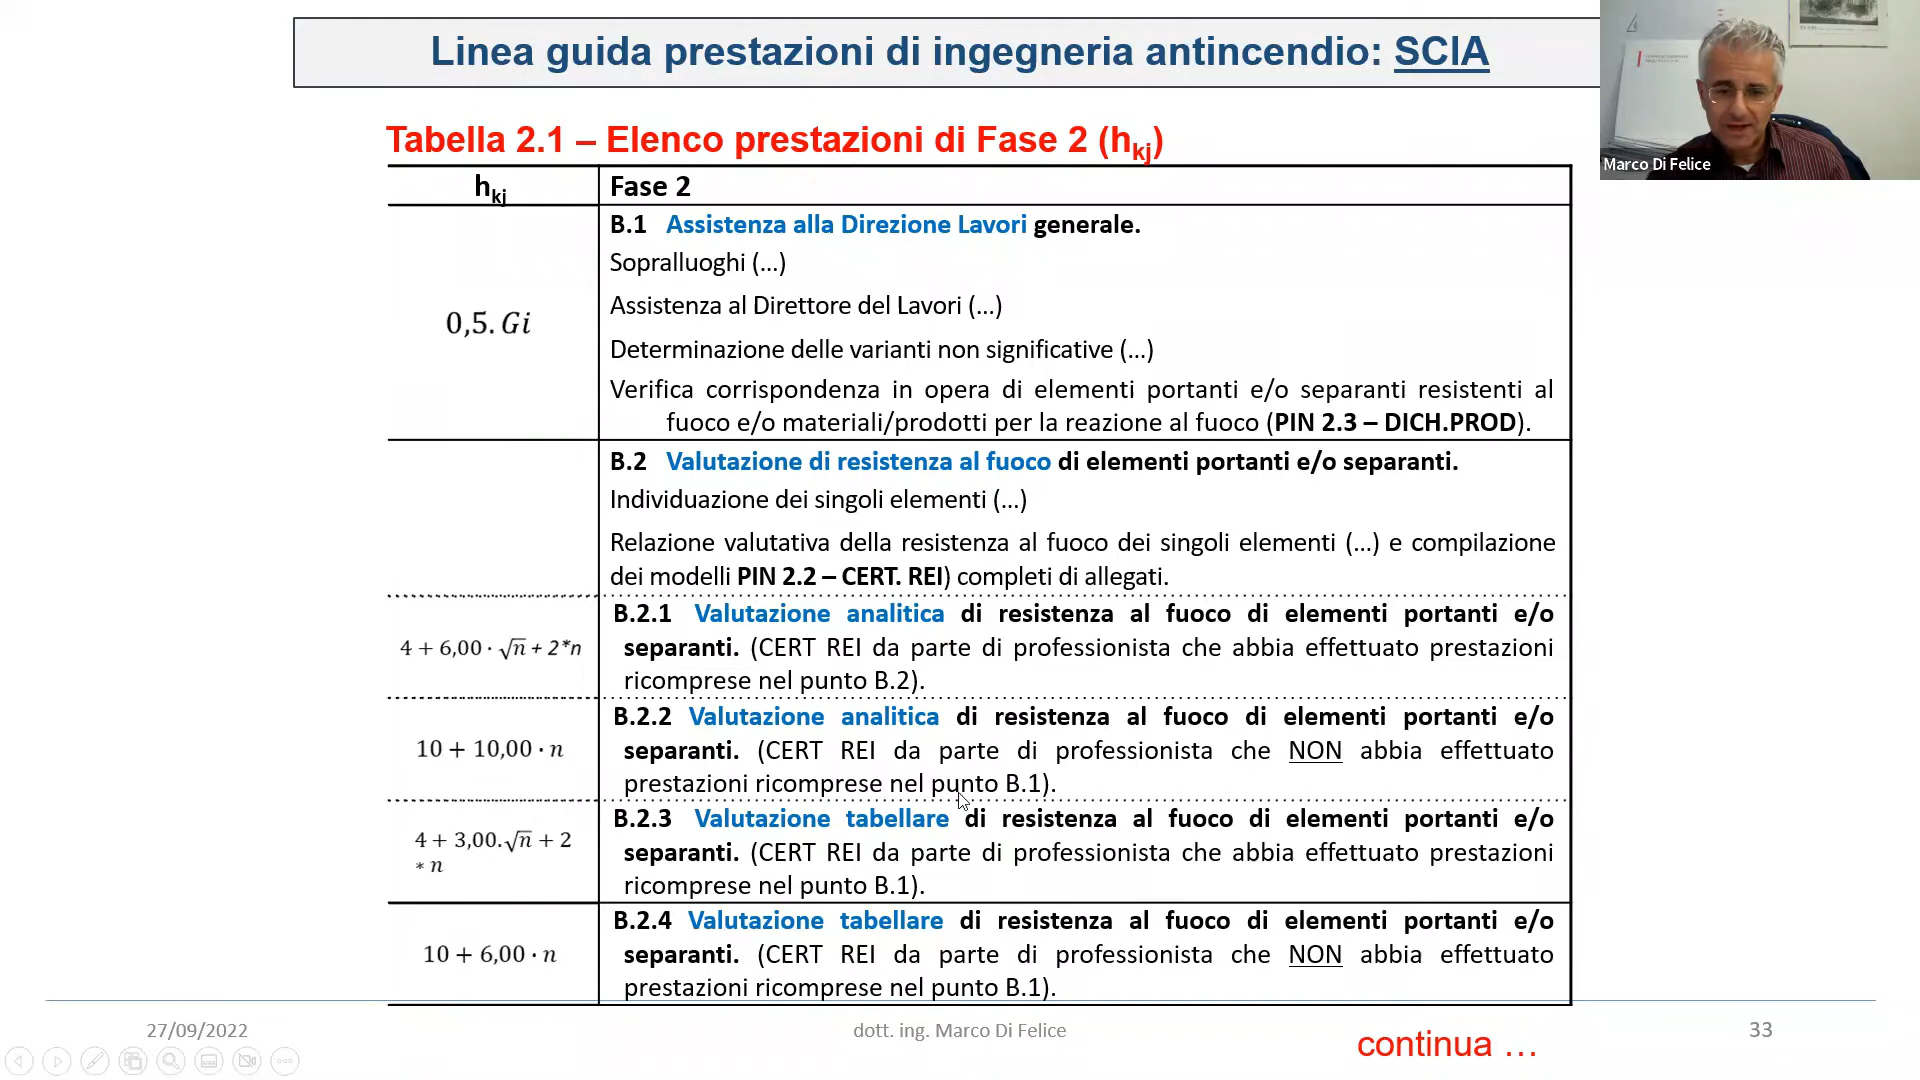 Linea guida prestazioni di ingegneria antincendio: SCIA
Marco Di Felice
Tabella 2.1 – Elenco prestazioni di Fase 2 (hkj)
hkj
Fase 2
0,5. Gi
B.1 Assistenza alla Direzione Lavori generale.
Sopralluoghi (...)
Assistenza al Direttore del Lavori (...)
Determinazione delle varianti non significative (...)
Verifica corrispondenza in opera di elementi portanti e/o separanti resistenti al
fuoco e/o materiali/prodotti per la reazione al fuoco (PIN 2.3 – DICH.PROD).
B.2 Valutazione di resistenza al fuoco di elementi portanti e/o separanti.
Individuazione dei singoli elementi (...)
Relazione valutativa della resistenza al fuoco dei singoli elementi (...) e compilazione
dei modelli PIN 2.2 – CERT. REI) completi di allegati.
4 + 6,00 · √n + 2*n
B.2.1 Valutazione analitica di resistenza al fuoco di elementi portanti e/o
separanti. (CERT REI da parte di professionista che abbia effettuato prestazioni
ricomprese nel punto B.2).
10 + 10,00 · n
B.2.2 Valutazione analitica di resistenza al fuoco di elementi portanti e/o
separanti. (CERT REI da parte di professionista che NON abbia effettuato
prestazioni ricomprese nel punto B.1).
4 + 3,00.√n + 2
* n
B.2.3 Valutazione tabellare di resistenza al fuoco di elementi portanti e/o
separanti. (CERT REI da parte di professionista che abbia effettuato prestazioni
ricomprese nel punto B.1).
10 + 6,00 · n
B.2.4 Valutazione tabellare di resistenza al fuoco di elementi portanti e/o
separanti. (CERT REI da parte di professionista che NON abbia effettuato
prestazioni ricomprese nel punto B.1).
27/09/2022
dott. ing. Marco Di Felice
33
continua ...